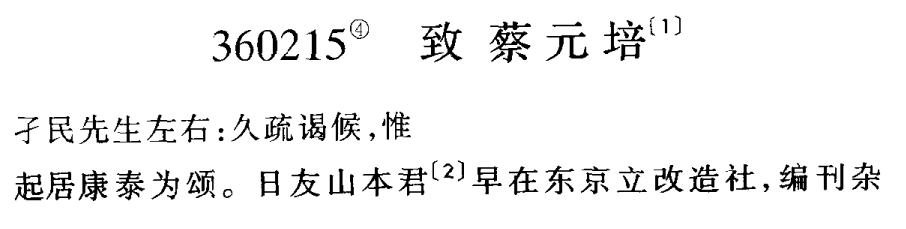 360215④ 致 蔡元培〔1〕
孑民先生左右:久疏谒候,惟
起居康泰为颂。日友山本君〔2〕早在东京立改造社,编刊杂